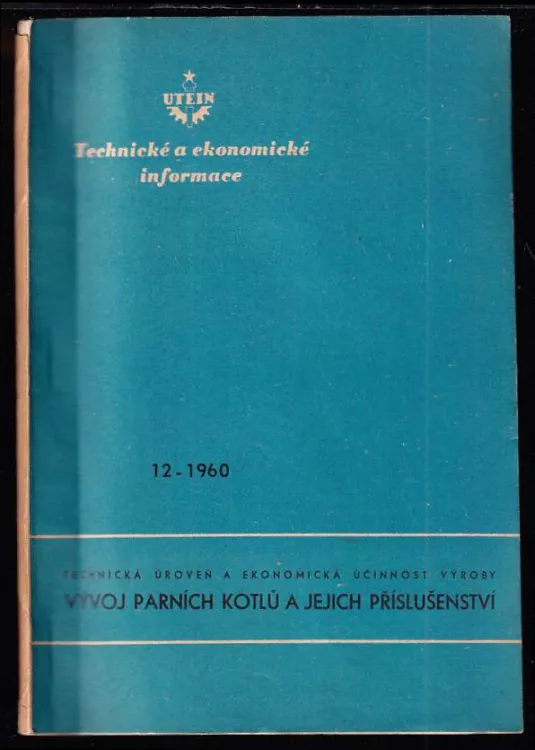 UTEIN
Technické a ekonomické
informace
12-1960
TECHNICKÁ ÚROVEŇ A EKONOMICKÁ ÚČINNOST VÝROBY
VÝVOJ PARNÍCH KOTLŮ A JEJICH PŘÍSLUŠENSTVÍ